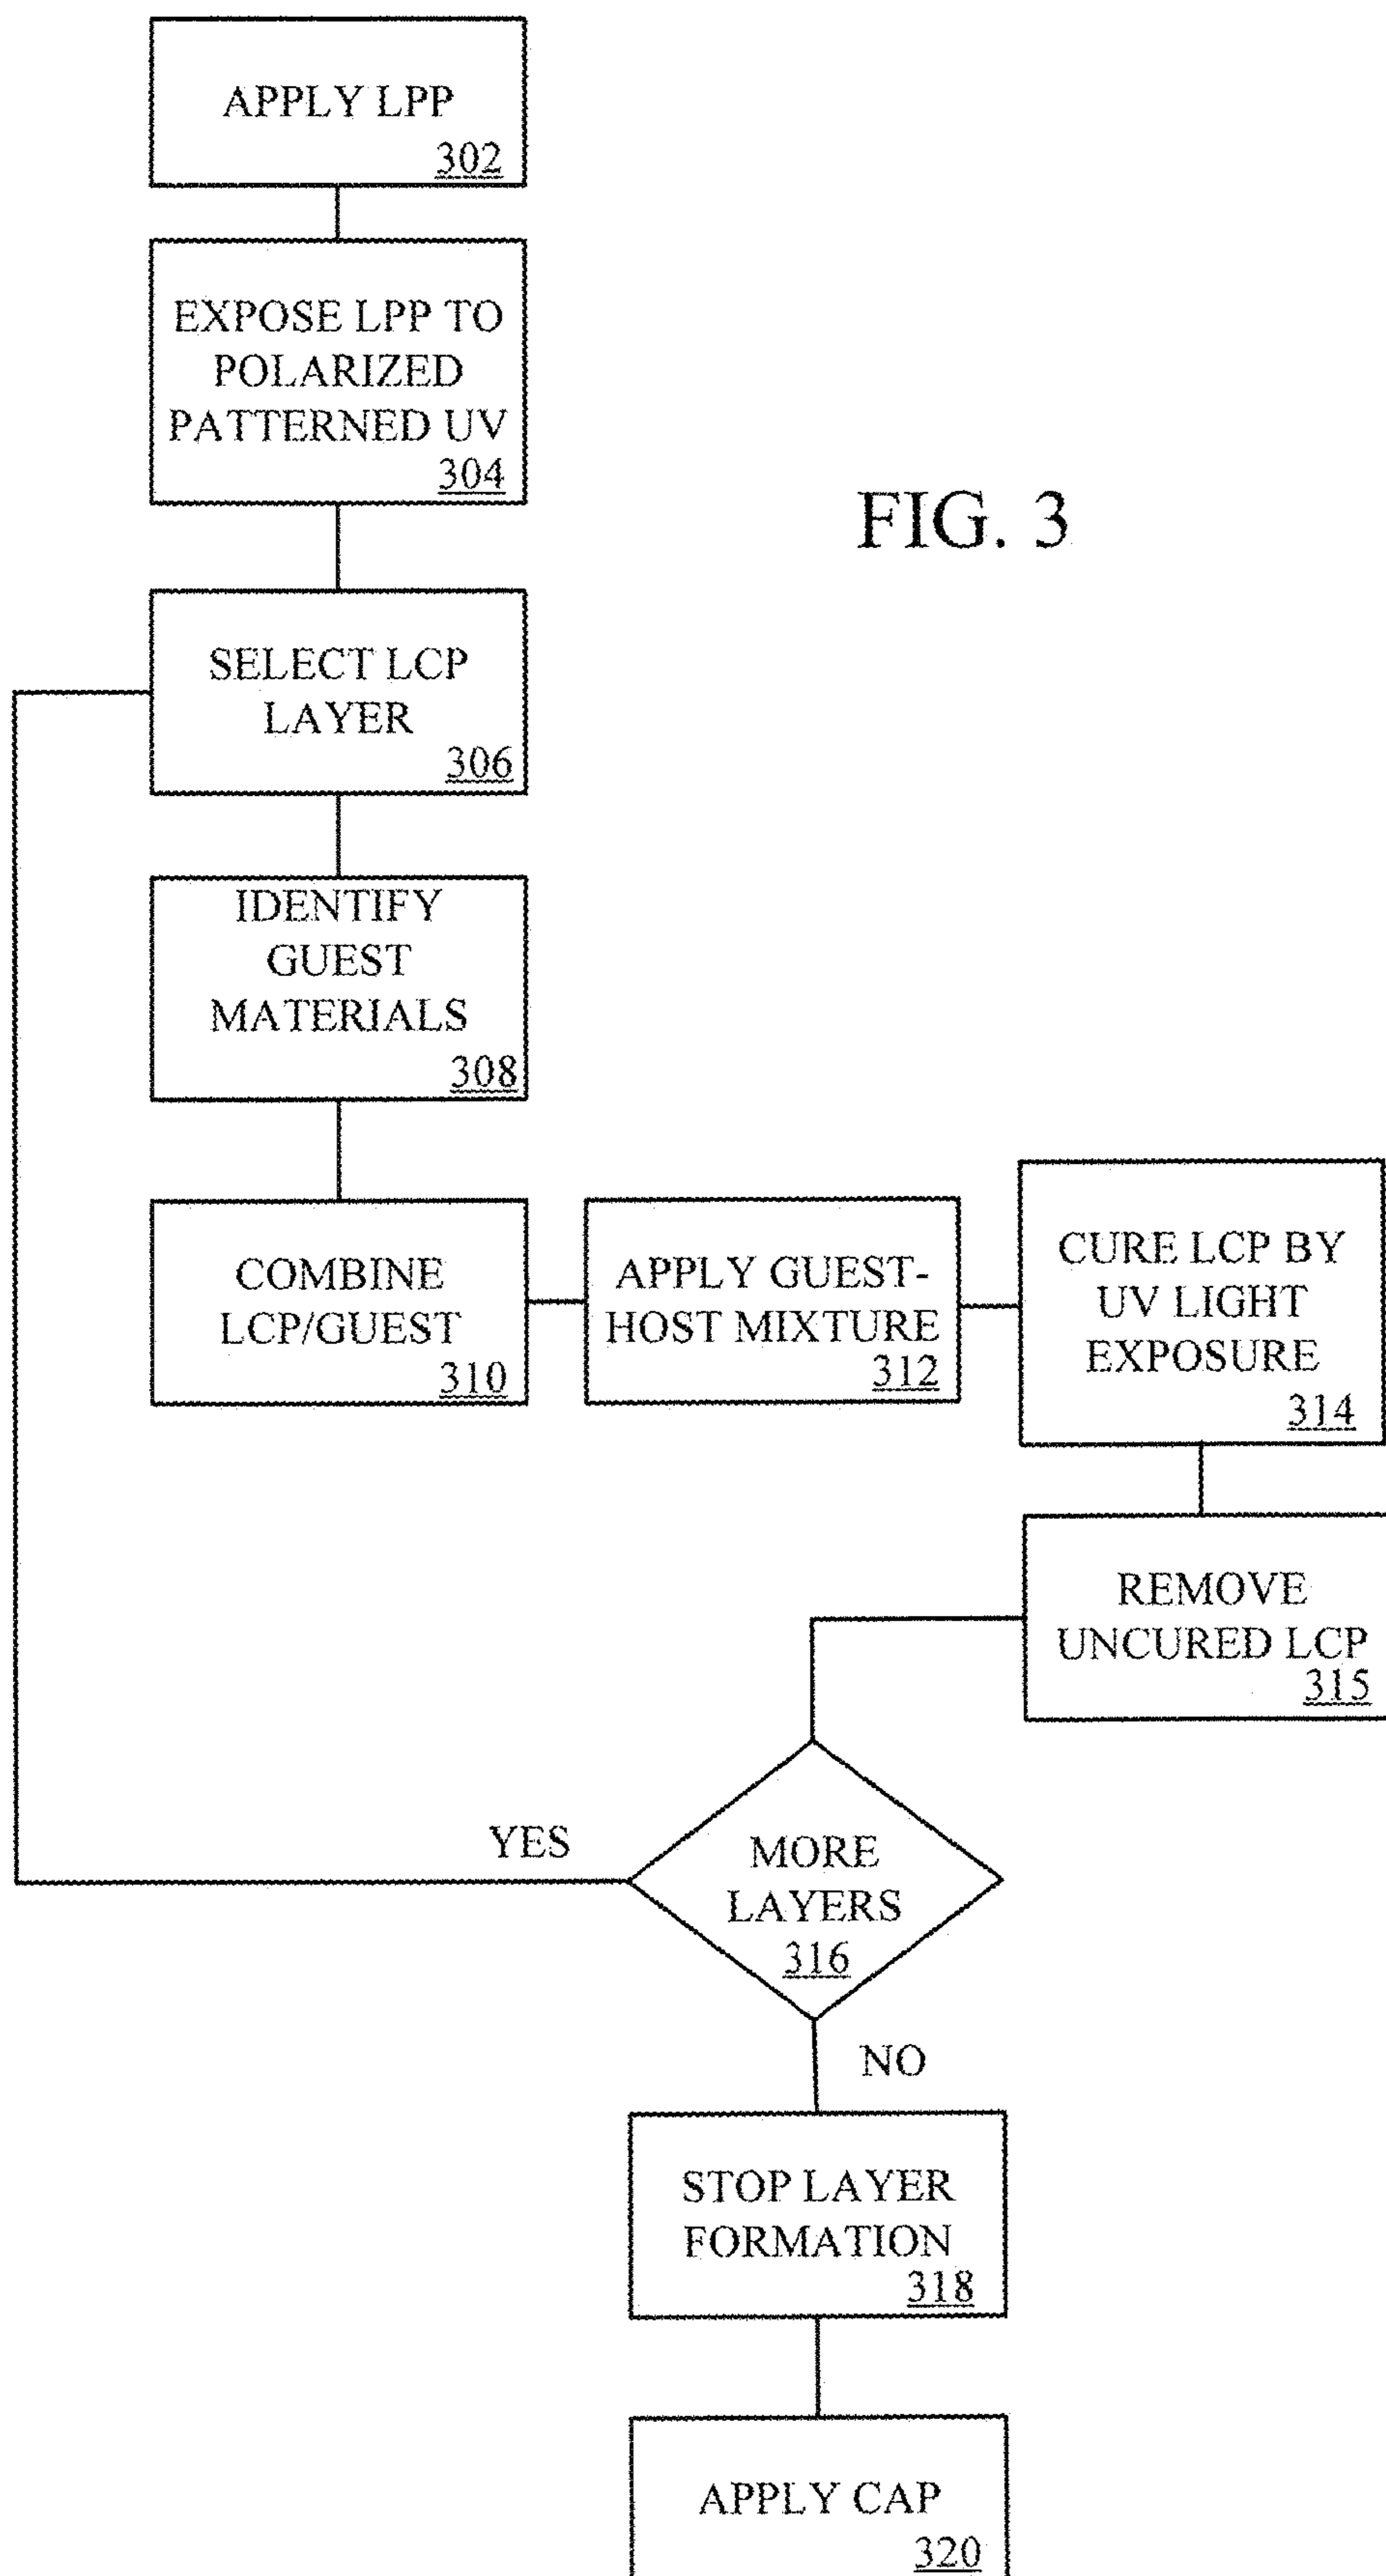 APPLY LPP
302
EXPOSE LPP TO
POLARIZED
PATTERNED UV
304
FIG. 3
SELECT LCP
LAYER
306
IDENTIFY
GUEST
MATERIALS
308
COMBINE
LCP/GUEST
310
APPLY GUEST-
HOST MIXTURE
312
CURE LCP BY
UV LIGHT
EXPOSURE
314
REMOVE
UNCURED LCP
315
YES
MORE
LAYERS
316
NO
STOP LAYER
FORMATION
318
APPLY CAP
320